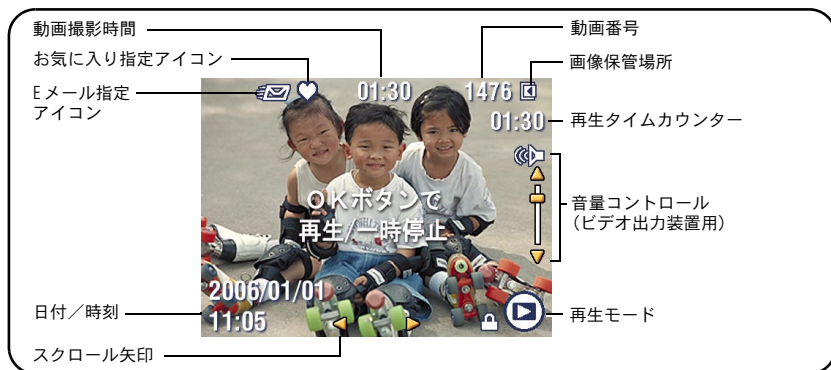 動画撮影時間
お気に入り指定アイコン
Eメール指定
アイコン
日付／時刻
スクロール矢印
01:30
1476
01:30
OKボタンで
再生/一時停止
2006/01/01
11:05
動画番号
画像保管場所
再生タイムカウンター
音量コントロール
（ビデオ出力装置用）
再生モード